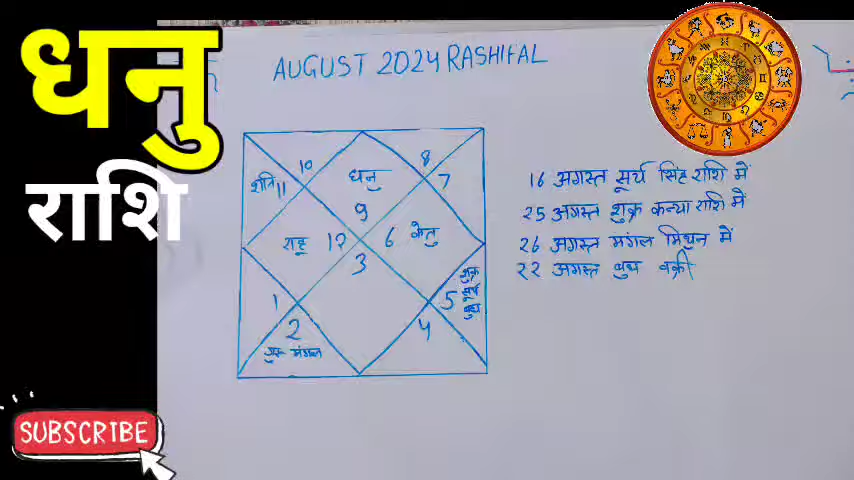 धनु
राशि
AUGUST 2024 RASHIFAL
10
8
शनि 11
धनु
7
9
राहू 12
6 केतु
3
शुक्र
सूर्य
बुध
1
5
2
4
गुरु मंगल
16 अगस्त सूर्य सिंह राशि में
25 अगस्त शुक्र कन्या राशि में
26 अगस्त मंगल मिथुन में
22 अगस्त बुध वक्री
SUBSCRIBE